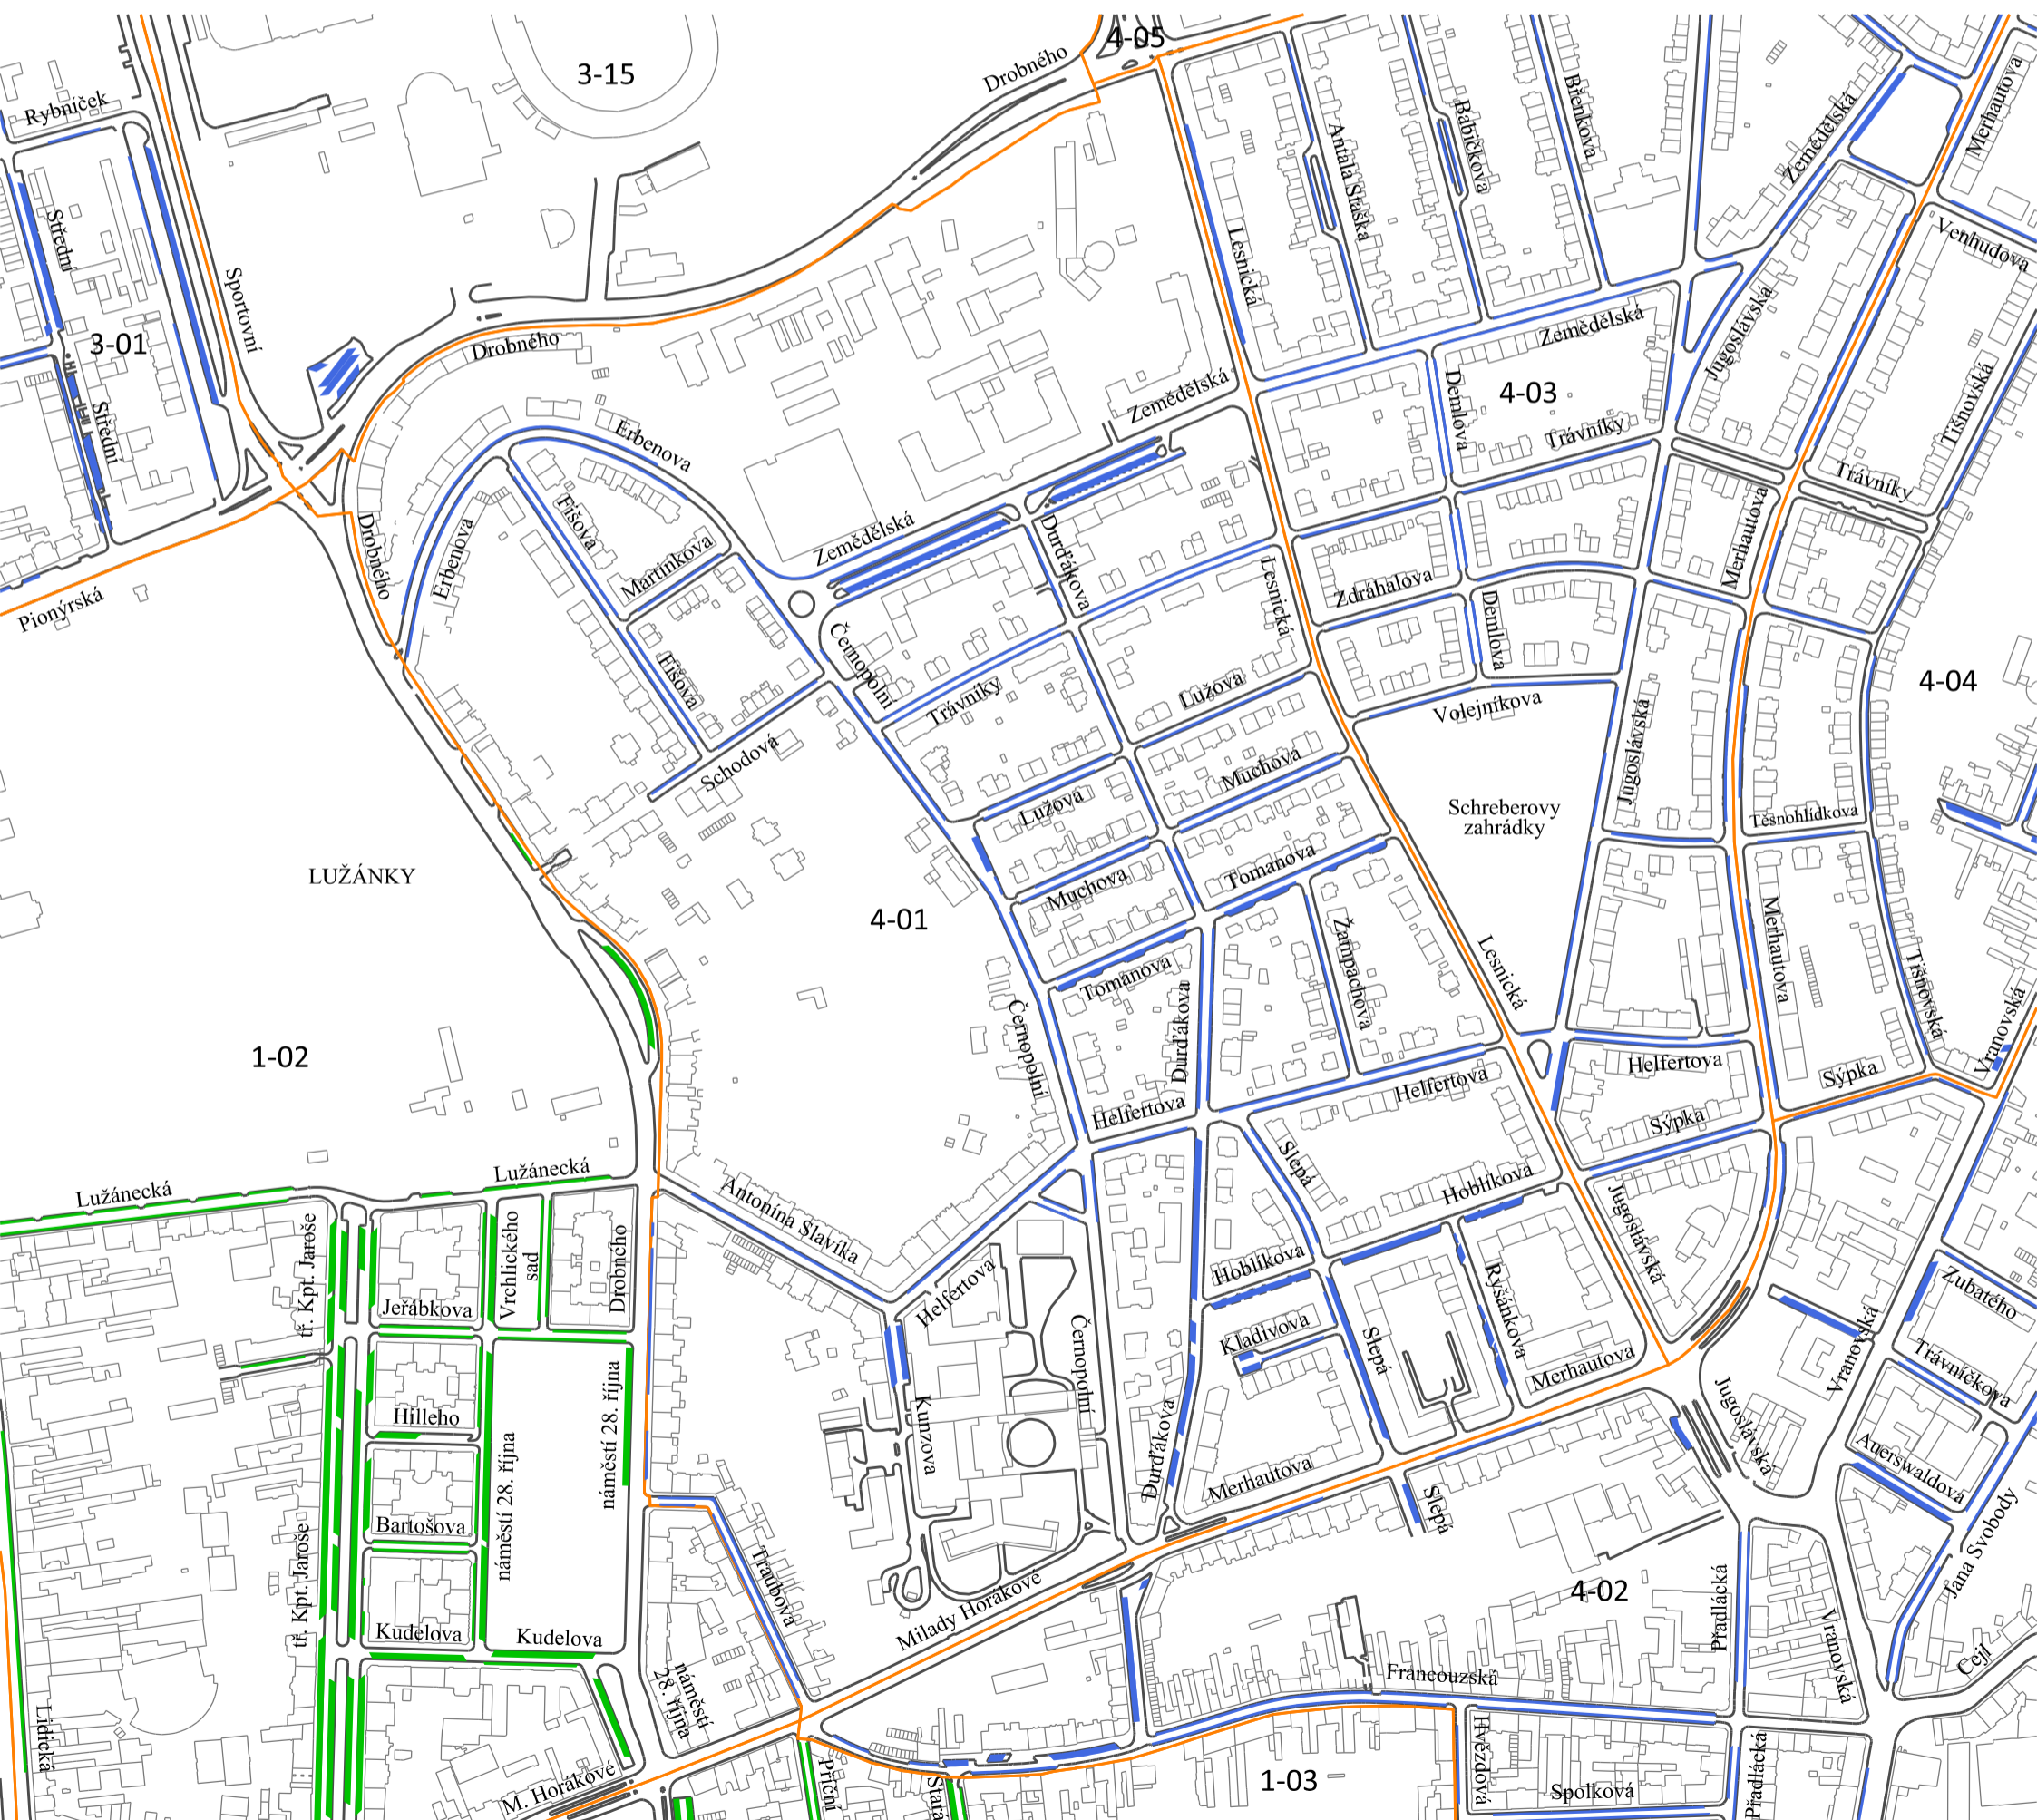 4-05
Drobného
3-15
Rybníček
Merhautova
Babičkova
Břenkova
Zemědělská
Antala Staška
Střední
Lesnická
Venhudova
Sportovní
3-01
Drobného
Zemědělská
Jugoslávská
Zemědělská
Demlova
4-03
Tišnovská
Střední
Erbenova
Trávníky
Trávníky
Fišova
Drobného
Erbenova
Zemědělská
Merhautova
Martinkova
Durďákova
Lesnická
Zdráhalova
Pionýrská
Demlova
Černopolní
Fišova
Lužova
4-04
Trávníky
Volejníkova
Jugoslávská
Schodová
Muchova
Lužova
Schreberovy
zahrádky
Těsnohlídkova
LUŽÁNKY
Tomanova
Muchova
4-01
Žampachova
Merhautova
Lesnická
Tišnovská
Tomanova
Durďákova
Černopolní
Vranovská
1-02
Helfertova
Sýpka
Helfertova
Helfertova
Sýpka
Lužánecká
Lužánecká
Slepá
Hoblíkova
Antonína Slavíka
Jugoslávská
tř. Kpt. Jaroše
Vrchlického
sad
Drobného
Hoblíkova
Helfertova
Ryšánkova
Zubatého
Jeřábkova
Kladivova
Černopolní
Slepá
Merhautova
Vranovská
Trávníčkova
Hilleho
náměstí 28. října
Kunzova
Jugoslávská
Durďákova
Merhautova
Auerswaldova
Slepá
náměstí 28. října
Bartošova
tř. Kpt. Jaroše
Jana Svobody
Traubova
Milady Horákové
4-02
Přadlácká
Vranovská
Kudelova
Kudelova
Cejl
Francouzská
náměstí
28. října
Lidická
M. Horákové
Příční
Stará
1-03
Hvězdová
Spolková
Přadlácká